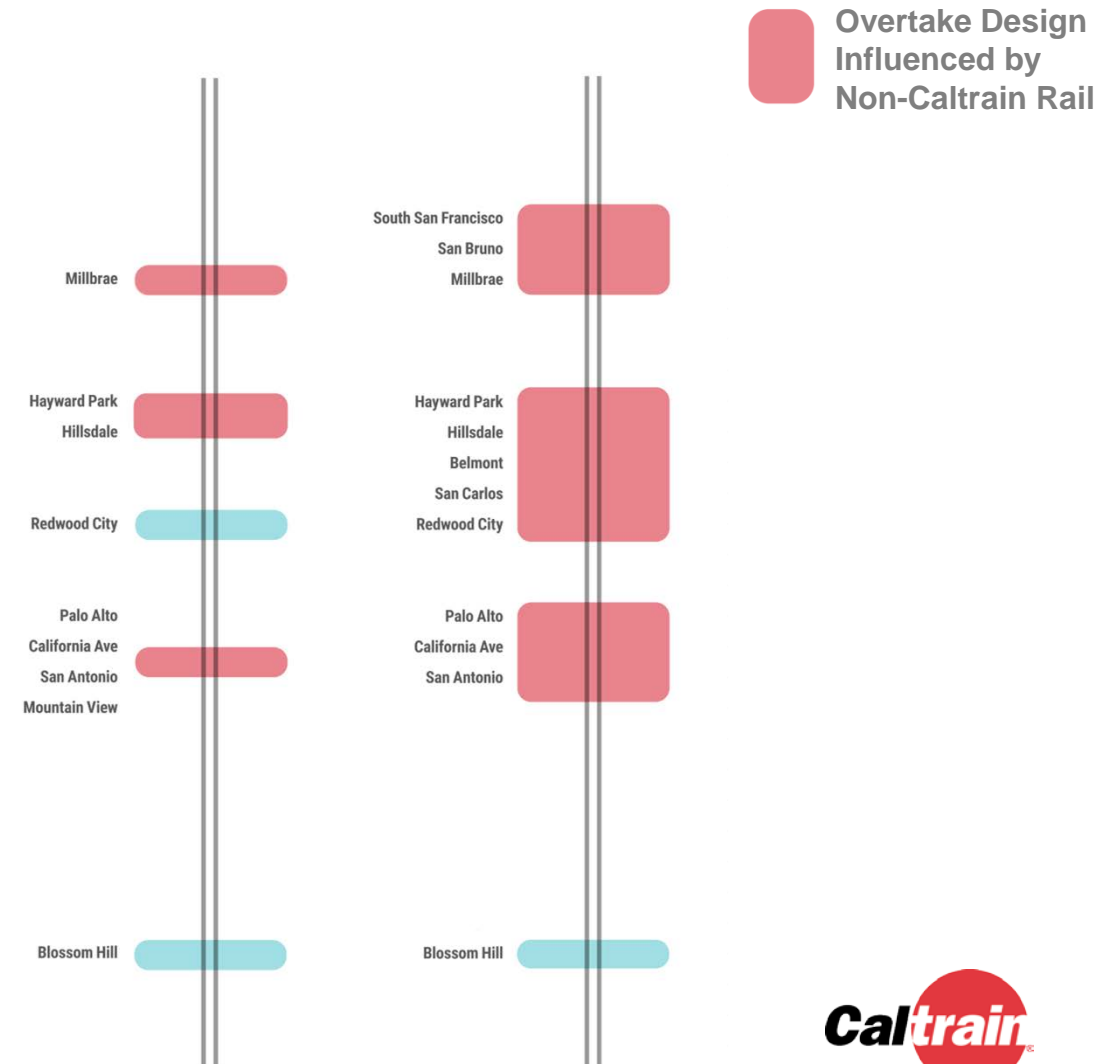 Overtake Design
Influenced by
Non-Caltrain Rail
Millbrae
Hayward Park
Hillsdale
Redwood City
Palo Alto
California Ave
San Antonio
Mountain View
Blossom Hill
South San Francisco
San Bruno
Millbrae
Hayward Park
Hillsdale
Belmont
San Carlos
Redwood City
Palo Alto
California Ave
San Antonio
Blossom Hill
Caltrain®